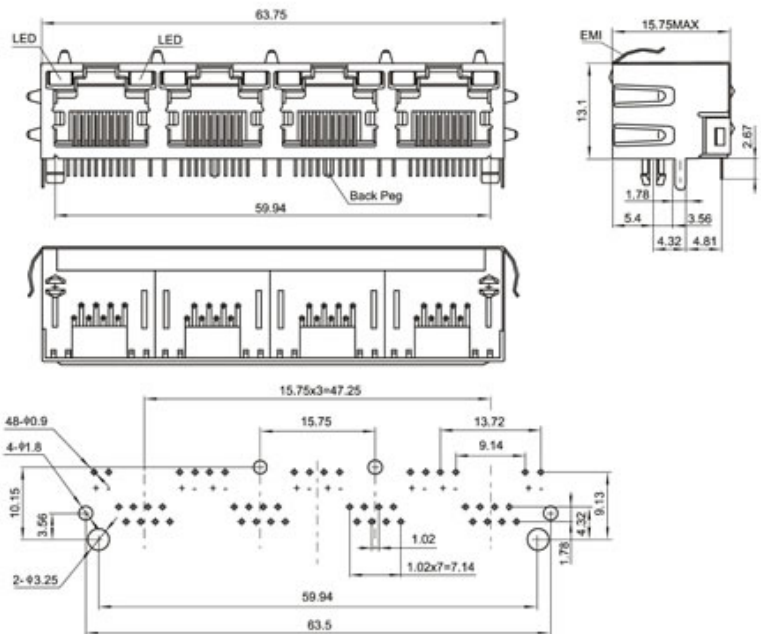 63.75
LED
LED
Back Peg
59.94
15.75MAX
EMI
13.1
2.67
1.78
5.4
3.56
4.32
4.81
15.75x3=47.25
48-φ0.9
15.75
13.72
4-φ1.8
9.14
10.15
3.56
9.13
4.32
1.78
1.02
1.02x7=7.14
2-φ3.25
59.94
63.5